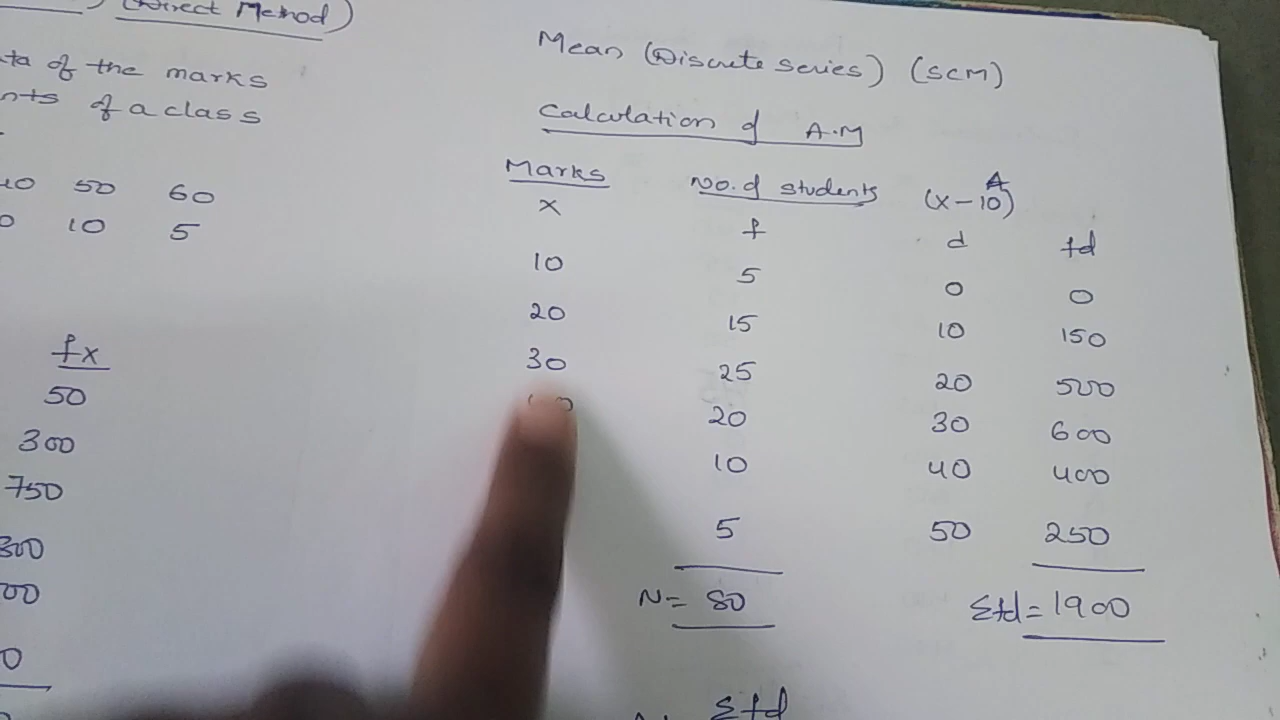 (Direct Method)
ta of the marks
nts of a class
50 60
10 5
fx
50
300
750
300
00
0
Mean (Discrete series) (SCM)
Calculation of A.M
Marks No. of students (x-10) A
x f d fd
10 5 0 0
20 15 10 150
30 25 20 500
20 30 600
10 40 400
5 50 250
N= 80 Σfd= 1900
Σfd